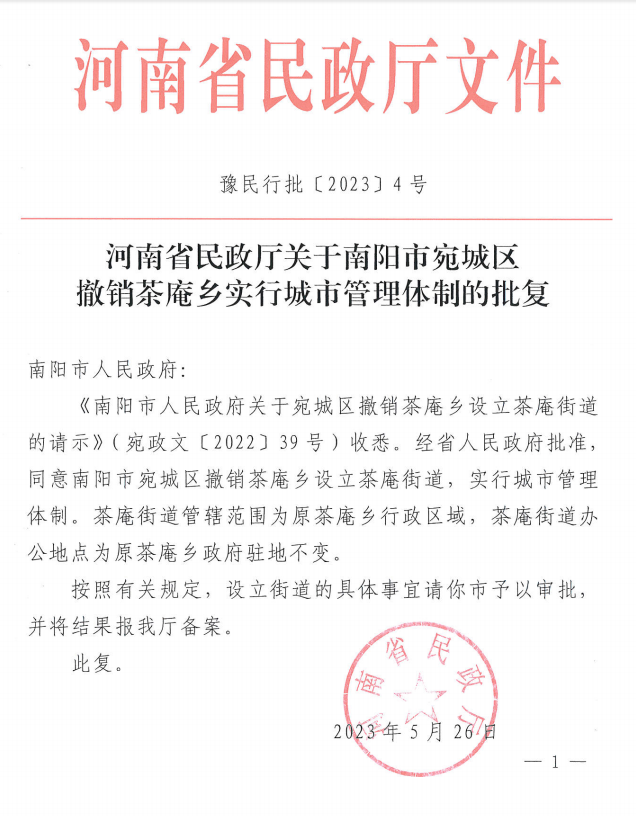 河南省民政厅文件
豫民行批〔2023〕4号
河南省民政厅关于南阳市宛城区
撤销茶庵乡实行城市管理体制的批复
南阳市人民政府：
《南阳市人民政府关于宛城区撤销茶庵乡设立茶庵街道
的请示》（宛政文〔2022〕39号）收悉。经省人民政府批准，
同意南阳市宛城区撤销茶庵乡设立茶庵街道，实行城市管理
体制。茶庵街道管辖范围为原茶庵乡行政区域，茶庵街道办
公地点为原茶庵乡政府驻地不变。
按照有关规定，设立街道的具体事宜请你市予以审批，
并将结果报我厅备案。
此复。
河南省民政厅
2023年5月26日
— 1 —